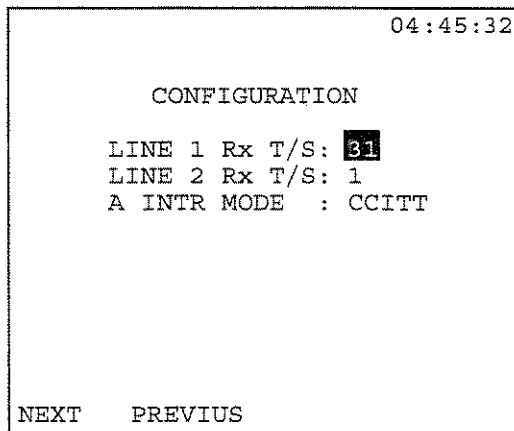 04:45:32
CONFIGURATION
LINE 1 Rx T/S: 31
LINE 2 Rx T/S: 1
A INTR MODE : CCITT
NEXT PREVIUS